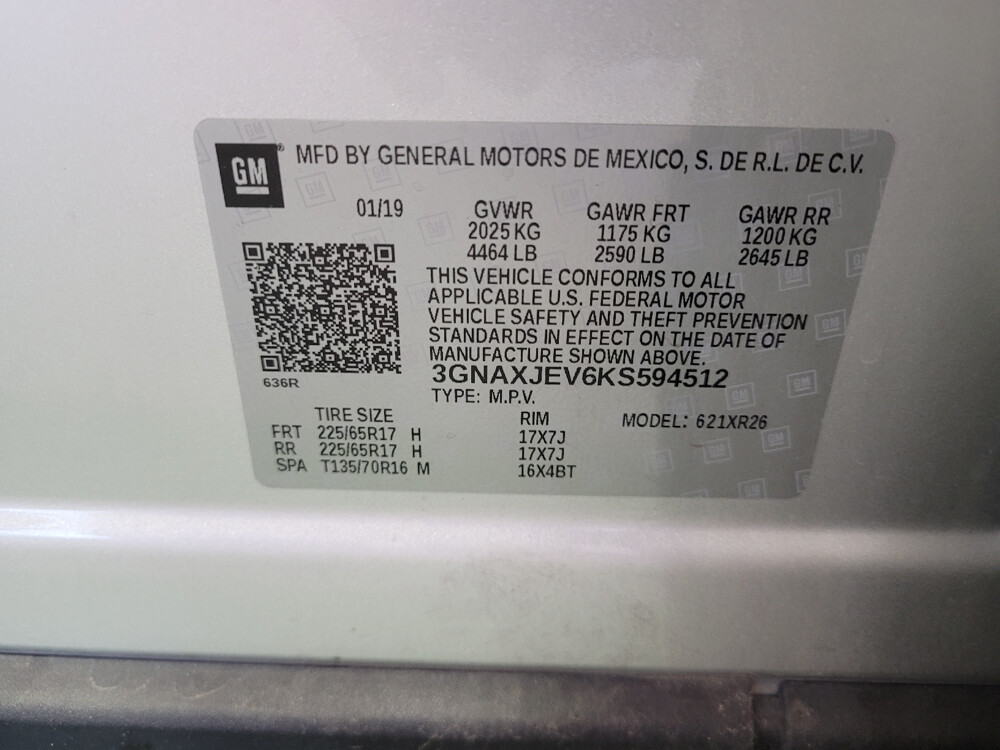 GM® MFD BY GENERAL MOTORS DE MEXICO, S. DE R.L. DE C.V.
01/19 GVWR GAWR FRT GAWR RR
2025 KG 1175 KG 1200 KG
4464 LB 2590 LB 2645 LB
THIS VEHICLE CONFORMS TO ALL
APPLICABLE U.S. FEDERAL MOTOR
VEHICLE SAFETY AND THEFT PREVENTION
STANDARDS IN EFFECT ON THE DATE OF
MANUFACTURE SHOWN ABOVE.
3GNAXJEV6KS594512
636R
TYPE: M.P.V.
TIRE SIZE RIM MODEL: 621XR26
FRT 225/65R17 H 17X7J
RR 225/65R17 H 17X7J
SPA T135/70R16 M 16X4BT